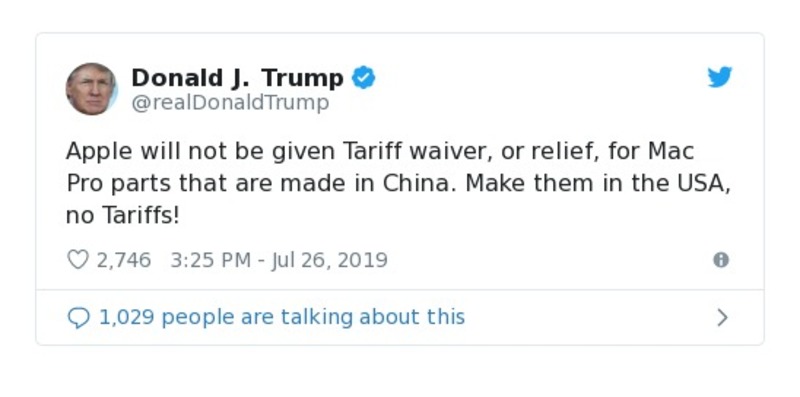 Donald J. Trump
@realDonaldTrump
Apple will not be given Tariff waiver, or relief, for Mac
Pro parts that are made in China. Make them in the USA,
no Tariffs!
2,746 3:25 PM - Jul 26, 2019
1,029 people are talking about this